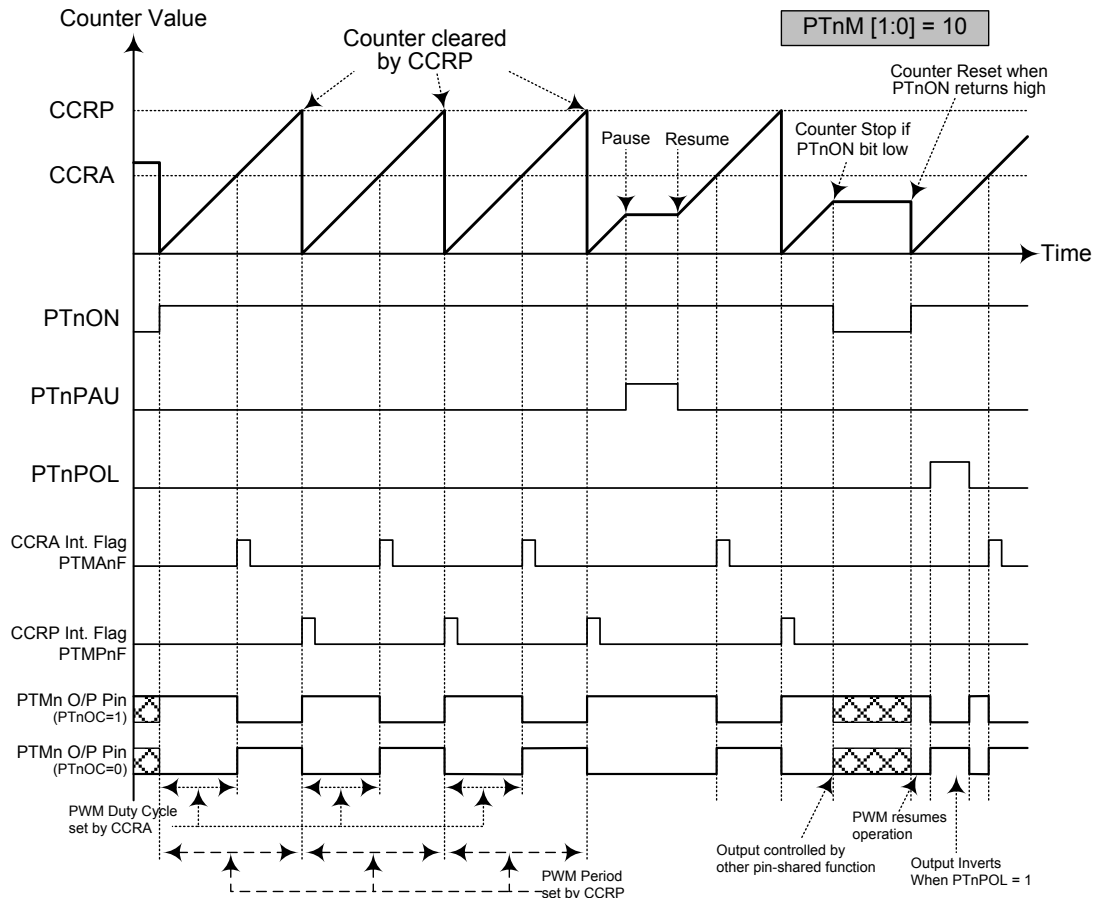 Counter Value
PTnM [1:0] = 10
Counter cleared
by CCRP
Counter Reset when
PTnON returns high
CCRP
Pause
Resume
Counter Stop if
PTnON bit low
CCRA
Time
PTnON
PTnPAU
PTnPOL
CCRA Int. Flag
PTMAnF
CCRP Int. Flag
PTMPnF
PTMn O/P Pin
(PTnOC=1)
PTMn O/P Pin
(PTnOC=0)
PWM Duty Cycle
set by CCRA
PWM resumes
operation
Output controlled by
other pin-shared function
Output Inverts
When PTnPOL = 1
PWM Period
set by CCRP